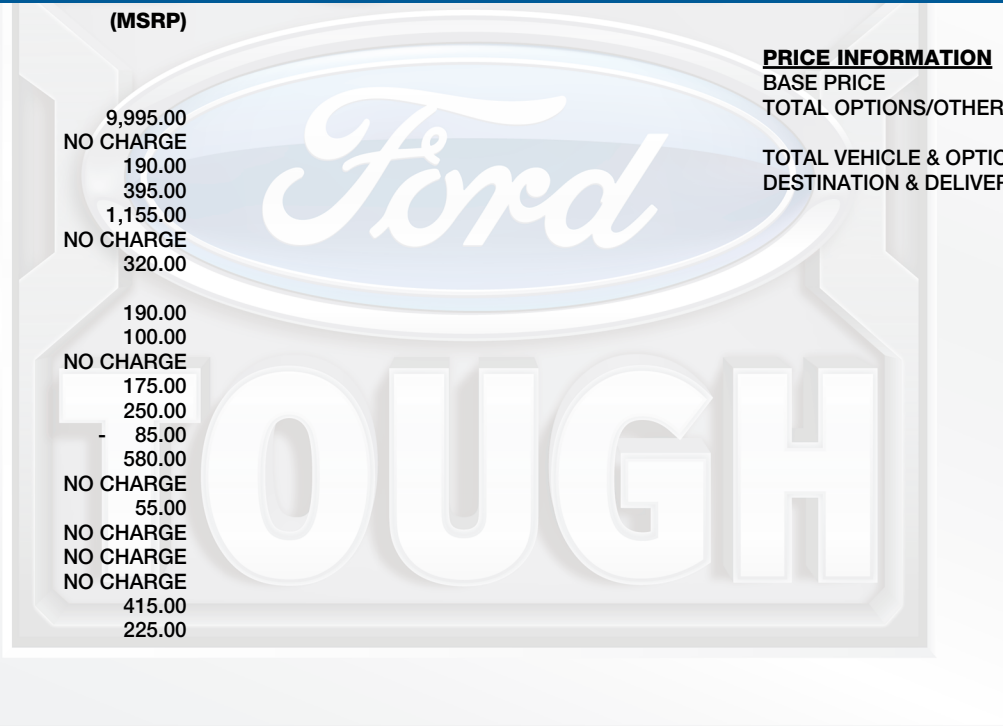 (MSRP)
9,995.00
NO CHARGE
190.00
395.00
1,155.00
NO CHARGE
320.00
190.00
100.00
NO CHARGE
175.00
250.00
- 85.00
580.00
NO CHARGE
55.00
NO CHARGE
NO CHARGE
NO CHARGE
415.00
225.00
PRICE INFORMATION
BASE PRICE
TOTAL OPTIONS/OTHER
TOTAL VEHICLE & OPTIO
DESTINATION & DELIVER
Ford
TOUGH